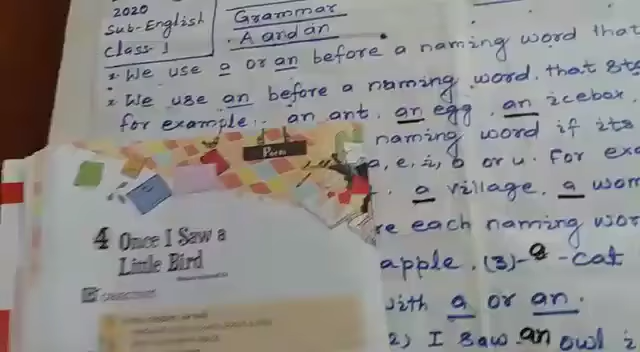 2020
Sub-English
Class-1
Grammar
A and an
We use a or an before a naming word that
We use an before a naming word. that sta
for example:- an ant. an egg. an icebox.
naming word if its
a, e, i, o or u. For exa
. a village. a wom
re each naming wor
apple. (3)- a -cat
with a or an.
2) I saw an owl i
Poem
4 Once I Saw a
Little Bird